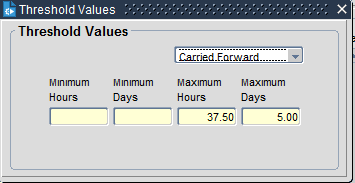 Threshold Values
Threshold Values
Carried Forward
Minimum Minimum Maximum Maximum
Hours Days Hours Days
37.50 5.00